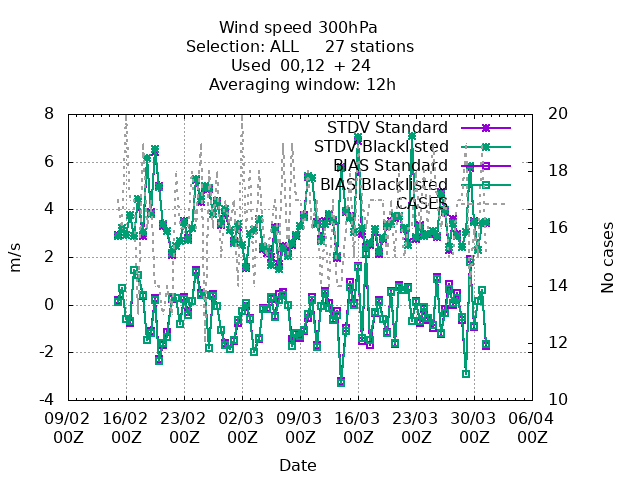 Wind speed 300hPa
Selection: ALL 27 stations
Used 00,12 + 24
Averaging window: 12h
STDV Standard
STDV Blacklisted
BIAS Standard
BIAS Blacklisted
CASES
8
6
4
2
0
-2
-4
m/s
20
18
16
14
12
10
No cases
09/02 16/02 23/02 02/03 09/03 16/03 23/03 30/03 06/04
00Z 00Z 00Z 00Z 00Z 00Z 00Z 00Z 00Z
Date